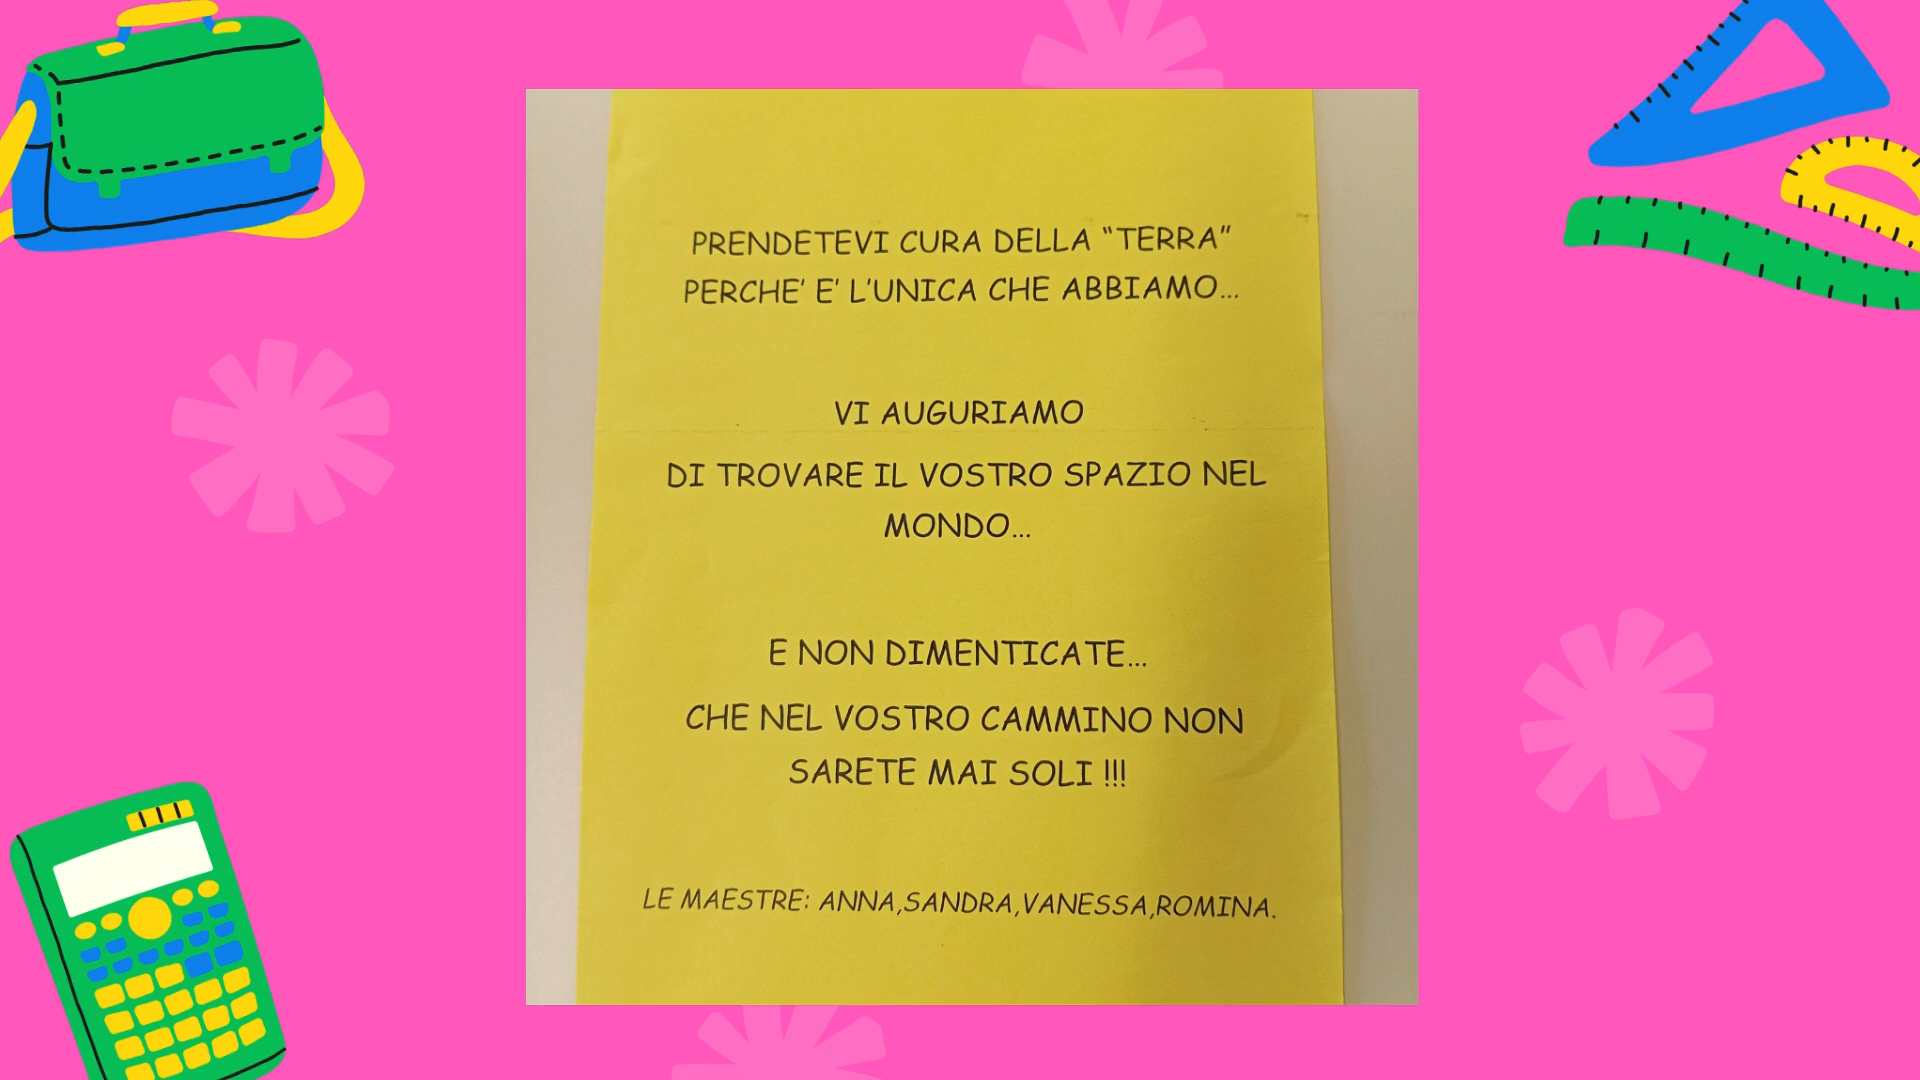 PRENDETEVI CURA DELLA “TERRA”
PERCHE’ E’ L’UNICA CHE ABBIAMO…
VI AUGURIAMO
DI TROVARE IL VOSTRO SPAZIO NEL
MONDO…
E NON DIMENTICATE…
CHE NEL VOSTRO CAMMINO NON
SARETE MAI SOLI !!!
LE MAESTRE: ANNA,SANDRA,VANESSA,ROMINA.